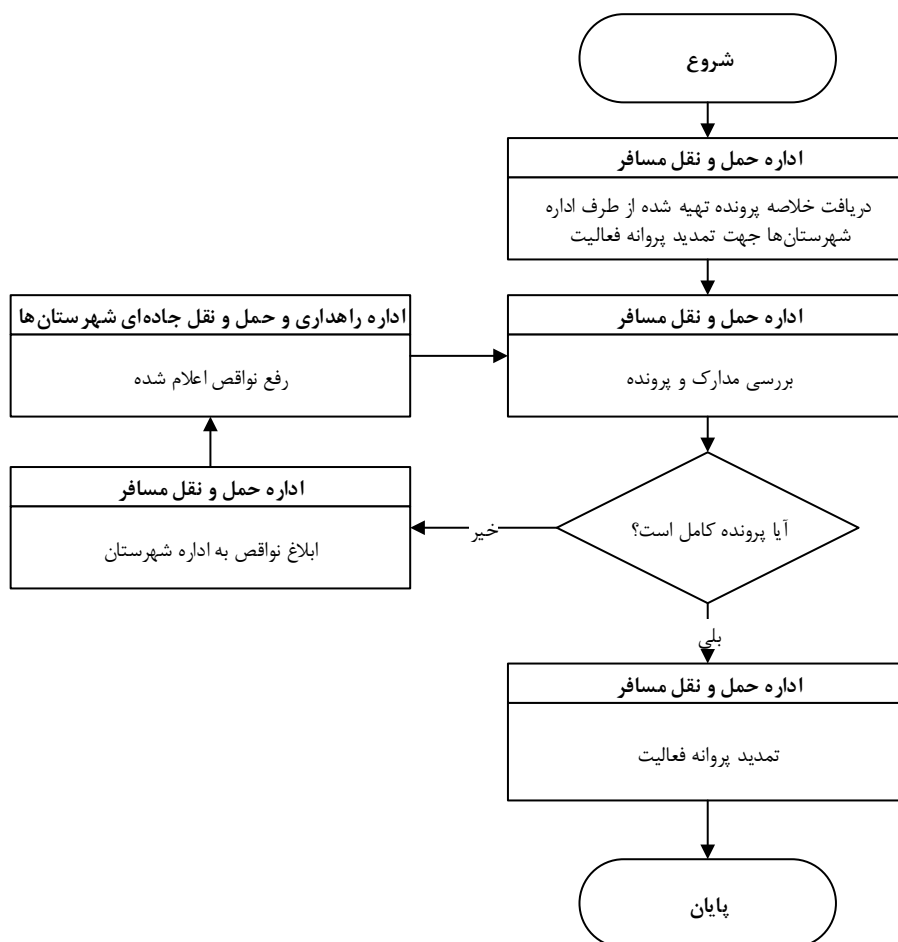 شروع
اداره حمل و نقل مسافر
دریافت خلاصه پرونده تهیه شده از طرف اداره
شهرستان‌ها جهت تمدید پروانه فعالیت
اداره حمل و نقل مسافر
بررسی مدارک و پرونده
اداره راهداری و حمل و نقل جاده‌ای شهرستان‌ها
رفع نواقص اعلام شده
آیا پرونده کامل است؟
خیر
اداره حمل و نقل مسافر
ابلاغ نواقص به اداره شهرستان
بلی
اداره حمل و نقل مسافر
تمدید پروانه فعالیت
پایان